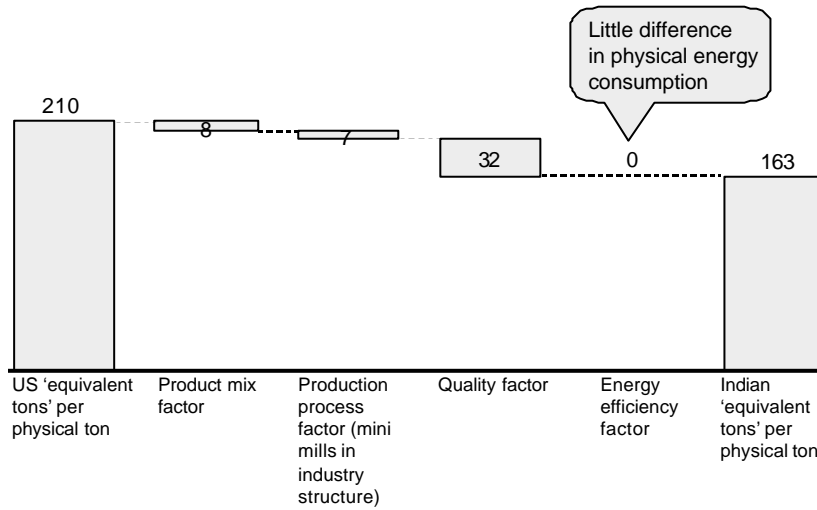 Little difference
in physical energy
consumption
210
8
7
32
0
163
US ‘equivalent
tons’ per
physical ton
Product mix
factor
Production
process
factor (mini
mills in
industry
structure)
Quality factor
Energy
efficiency
factor
Indian
‘equivalent
tons’ per
physical ton